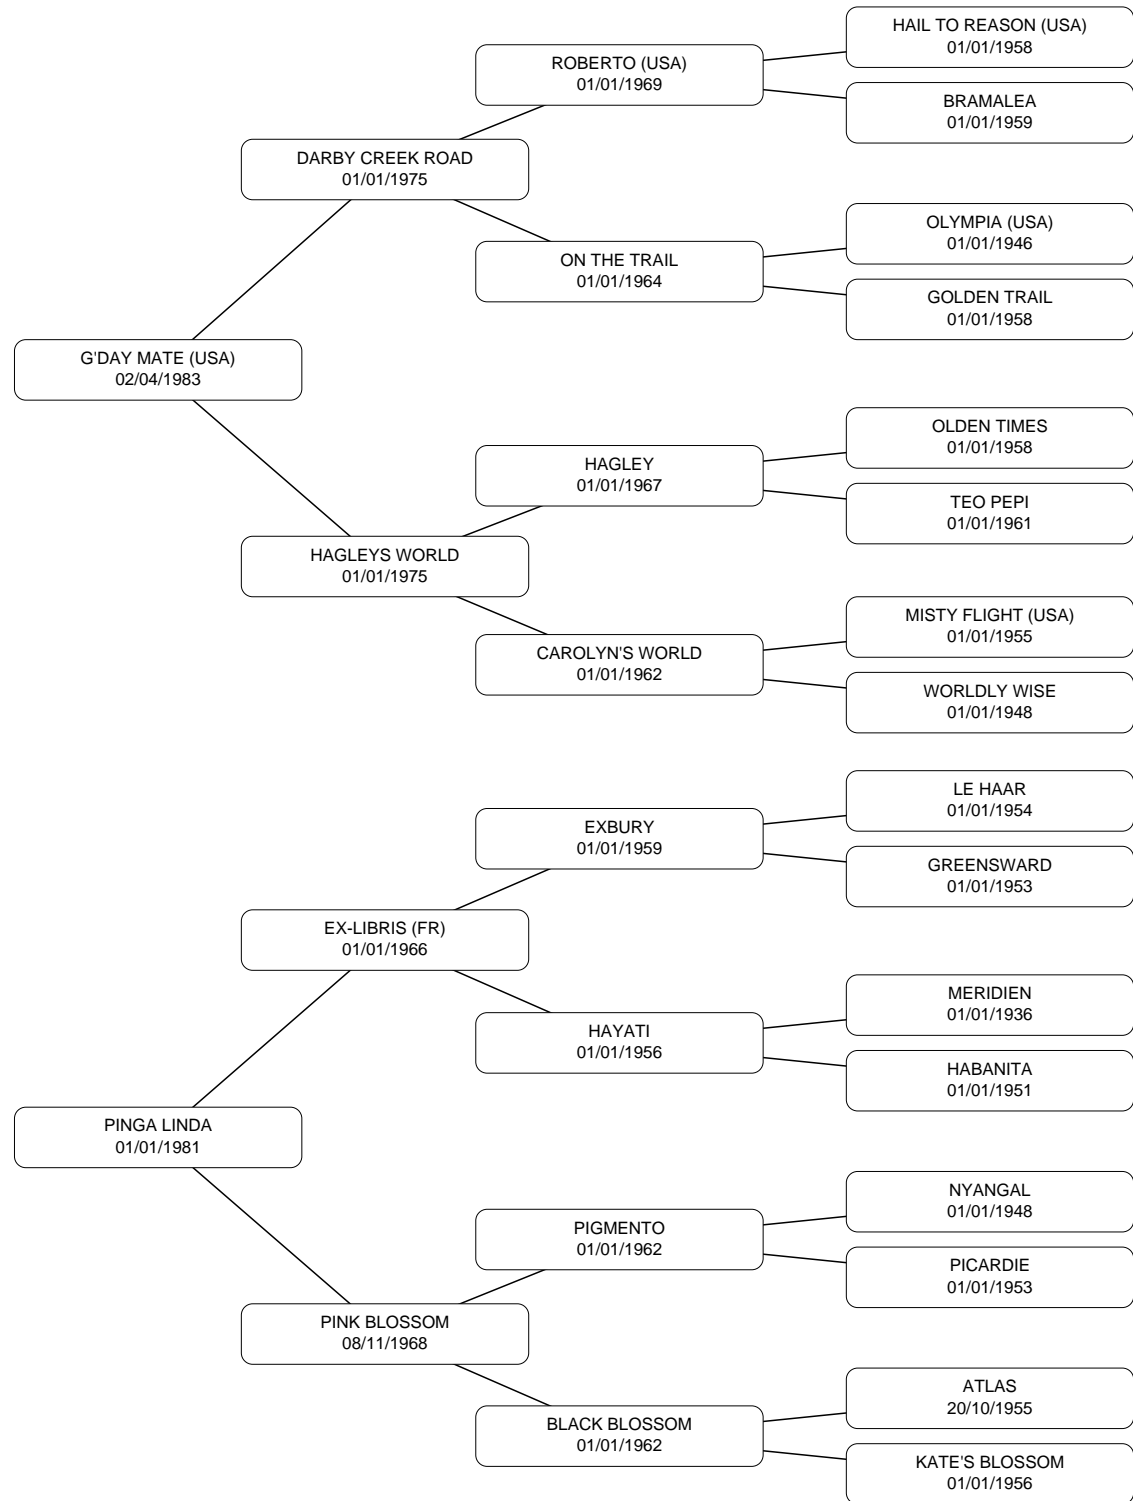 HAIL TO REASON (USA)
01/01/1958
ROBERTO (USA)
01/01/1969
BRAMALEA
01/01/1959
DARBY CREEK ROAD
01/01/1975
OLYMPIA (USA)
01/01/1946
ON THE TRAIL
01/01/1964
GOLDEN TRAIL
01/01/1958
G'DAY MATE (USA)
02/04/1983
OLDEN TIMES
01/01/1958
HAGLEY
01/01/1967
TEO PEPI
01/01/1961
HAGLEYS WORLD
01/01/1975
MISTY FLIGHT (USA)
01/01/1955
CAROLYN'S WORLD
01/01/1962
WORLDLY WISE
01/01/1948
LE HAAR
01/01/1954
EXBURY
01/01/1959
GREENSWARD
01/01/1953
EX-LIBRIS (FR)
01/01/1966
MERIDIEN
01/01/1936
HAYATI
01/01/1956
HABANITA
01/01/1951
PINGA LINDA
01/01/1981
NYANGAL
01/01/1948
PIGMENTO
01/01/1962
PICARDIE
01/01/1953
PINK BLOSSOM
08/11/1968
ATLAS
20/10/1955
BLACK BLOSSOM
01/01/1962
KATE'S BLOSSOM
01/01/1956